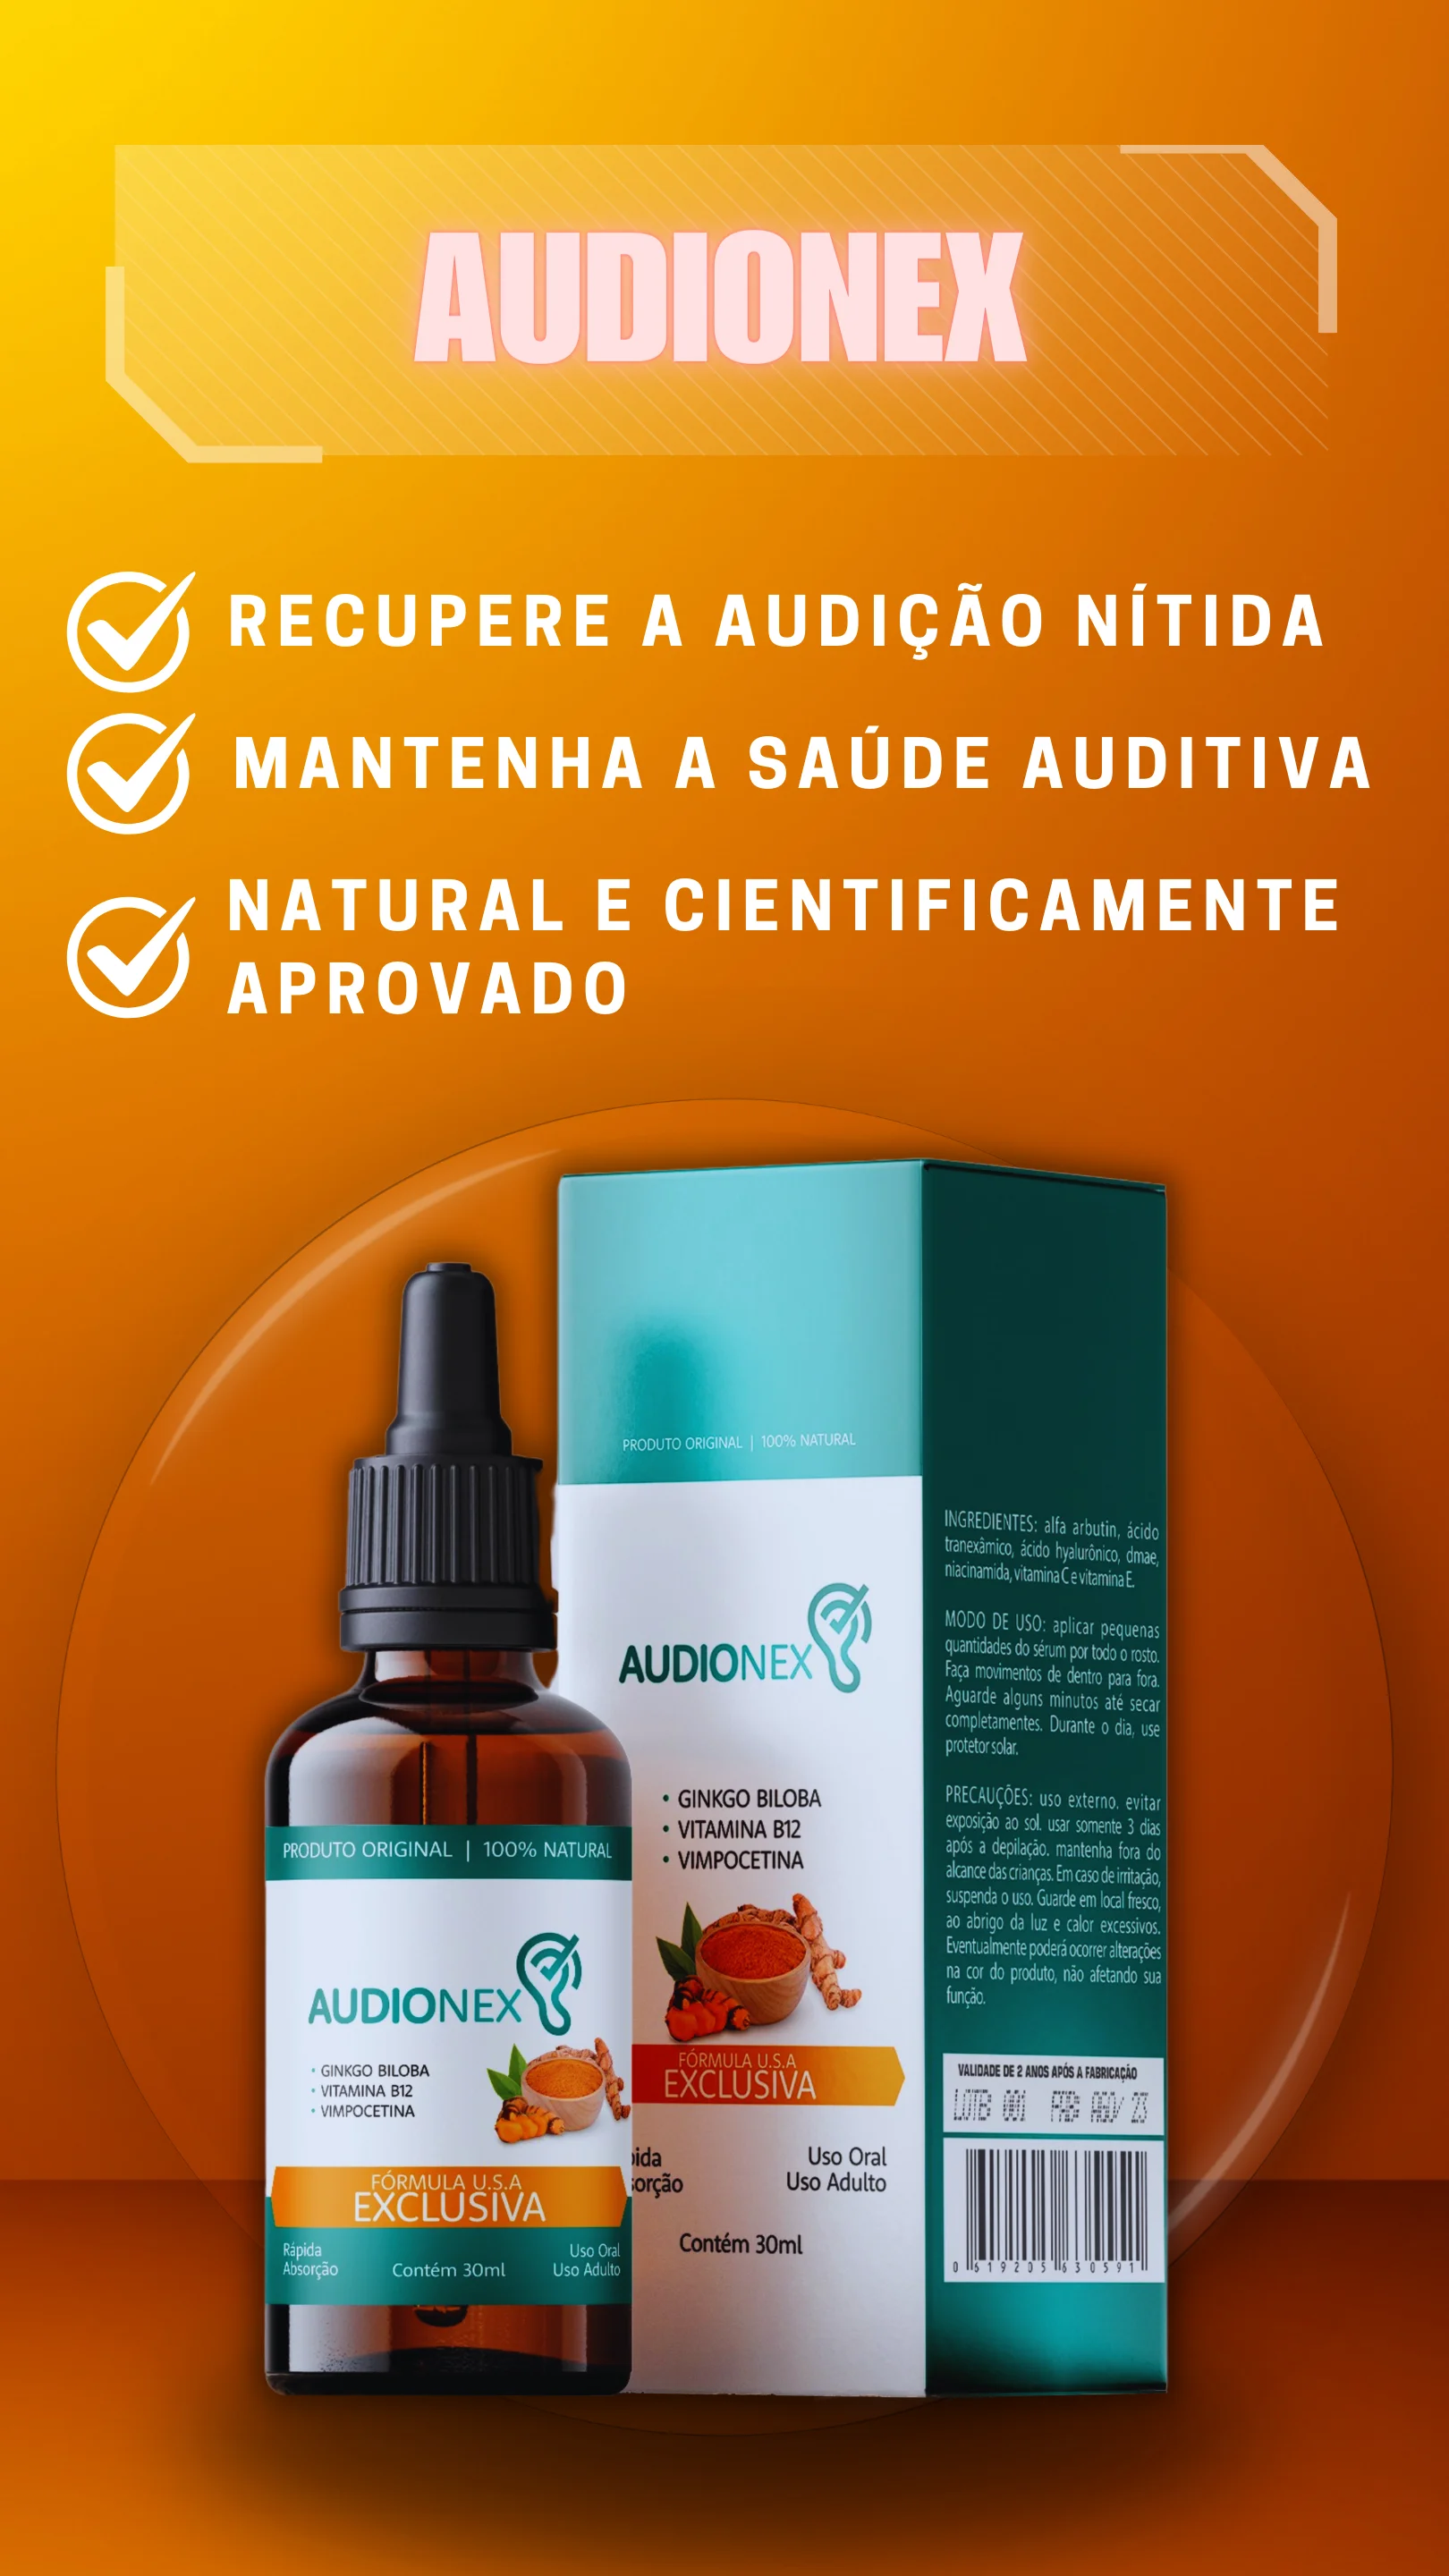 AUDIONEX
RECUPERE A AUDIÇÃO NÍTIDA
MANTENHA A SAÚDE AUDITIVA
NATURAL E CIENTIFICAMENTE
APROVADO
PRODUTO ORIGINAL | 100% NATURAL
AUDIONEX
• GINKGO BILOBA
• VITAMINA B12
• VIMPOCETINA
FÓRMULA U.S.A
EXCLUSIVA
Uso Oral
Uso Adulto
Contém 30ml
INGREDIENTES: alfa arbutin, ácido
tranexâmico, ácido hyalurônico, dmae,
niacinamida, vitamina C e vitamina E.
MODO DE USO: aplicar pequenas
quantidades do sérum por todo o rosto.
Faça movimentos de dentro para fora.
Aguarde alguns minutos até secar
completamentes. Durante o dia, use
protetor solar.
PRECAUÇÕES: uso externo. evitar
exposição ao sol. usar somente 3 dias
após a depilação. mantenha fora do
alcance das crianças. Em caso de irritação,
suspenda o uso. Guarde em local fresco,
ao abrigo da luz e calor excessivos.
Eventualmente poderá ocorrer alterações
na cor do produto, não afetando sua
função.
VALIDADE DE 2 ANOS APÓS A FABRICAÇÃO
0 619205 630591
PRODUTO ORIGINAL | 100% NATURAL
AUDIONEX
• GINKGO BILOBA
• VITAMINA B12
• VIMPOCETINA
FÓRMULA U.S.A
EXCLUSIVA
Rápida
Absorção
Contém 30ml
Uso Oral
Uso Adulto